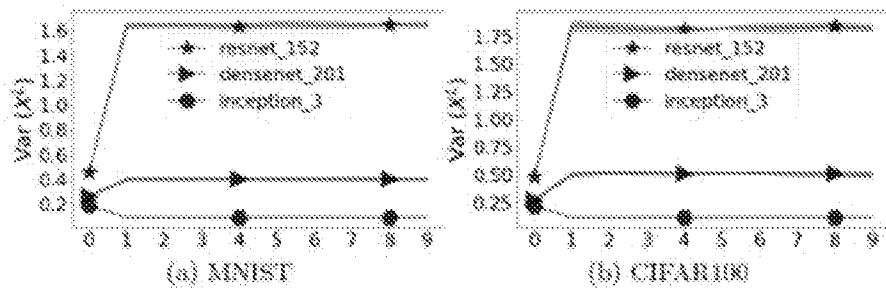 Var (X^L)
1.6
1.4
1.2
1.0
0.8
0.6
0.4
0.2
resnet_152
densenet_201
inception_3
0 1 2 3 4 5 6 7 8 9
(a) MNIST
Var (X^L)
1.75
1.50
1.25
1.00
0.75
0.50
0.25
resnet_152
densenet_201
inception_3
0 1 2 3 4 5 6 7 8 9
(b) CIFAR100